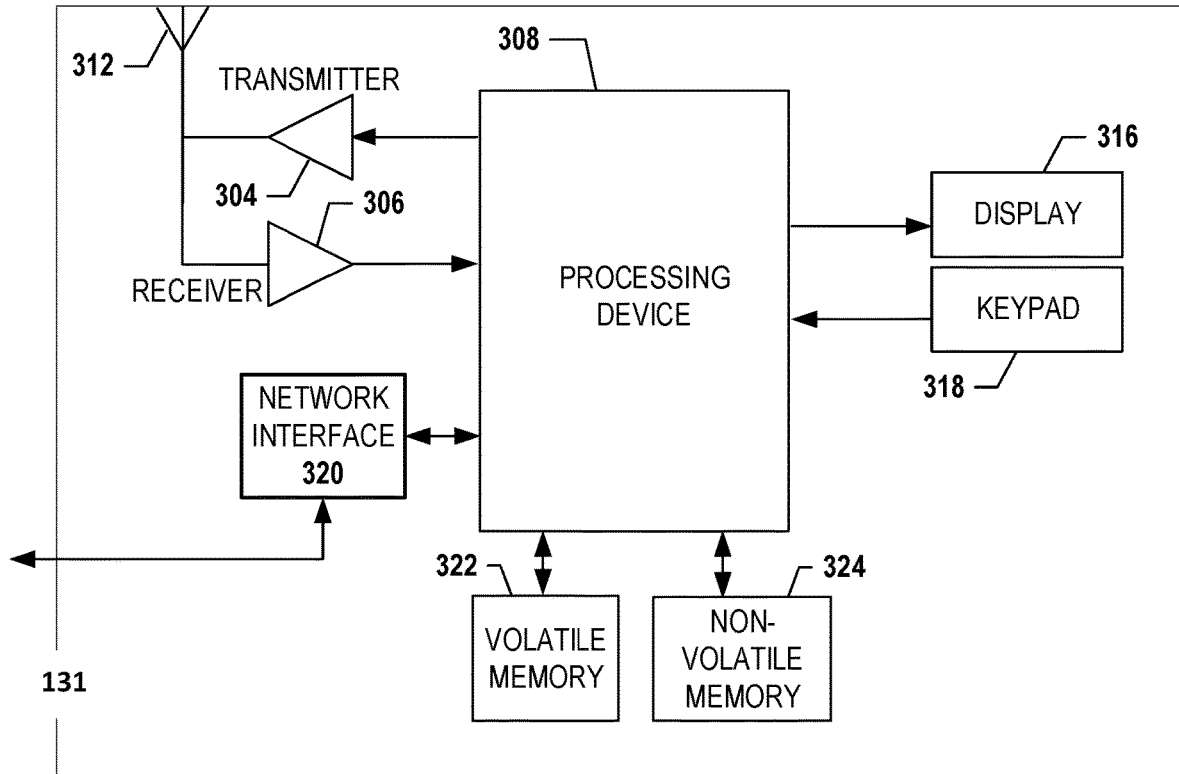 308
312
TRANSMITTER
316
304
306
DISPLAY
RECEIVER
PROCESSING
DEVICE
KEYPAD
318
NETWORK
INTERFACE
320
322
324
VOLATILE
MEMORY
NON-
VOLATILE
MEMORY
131